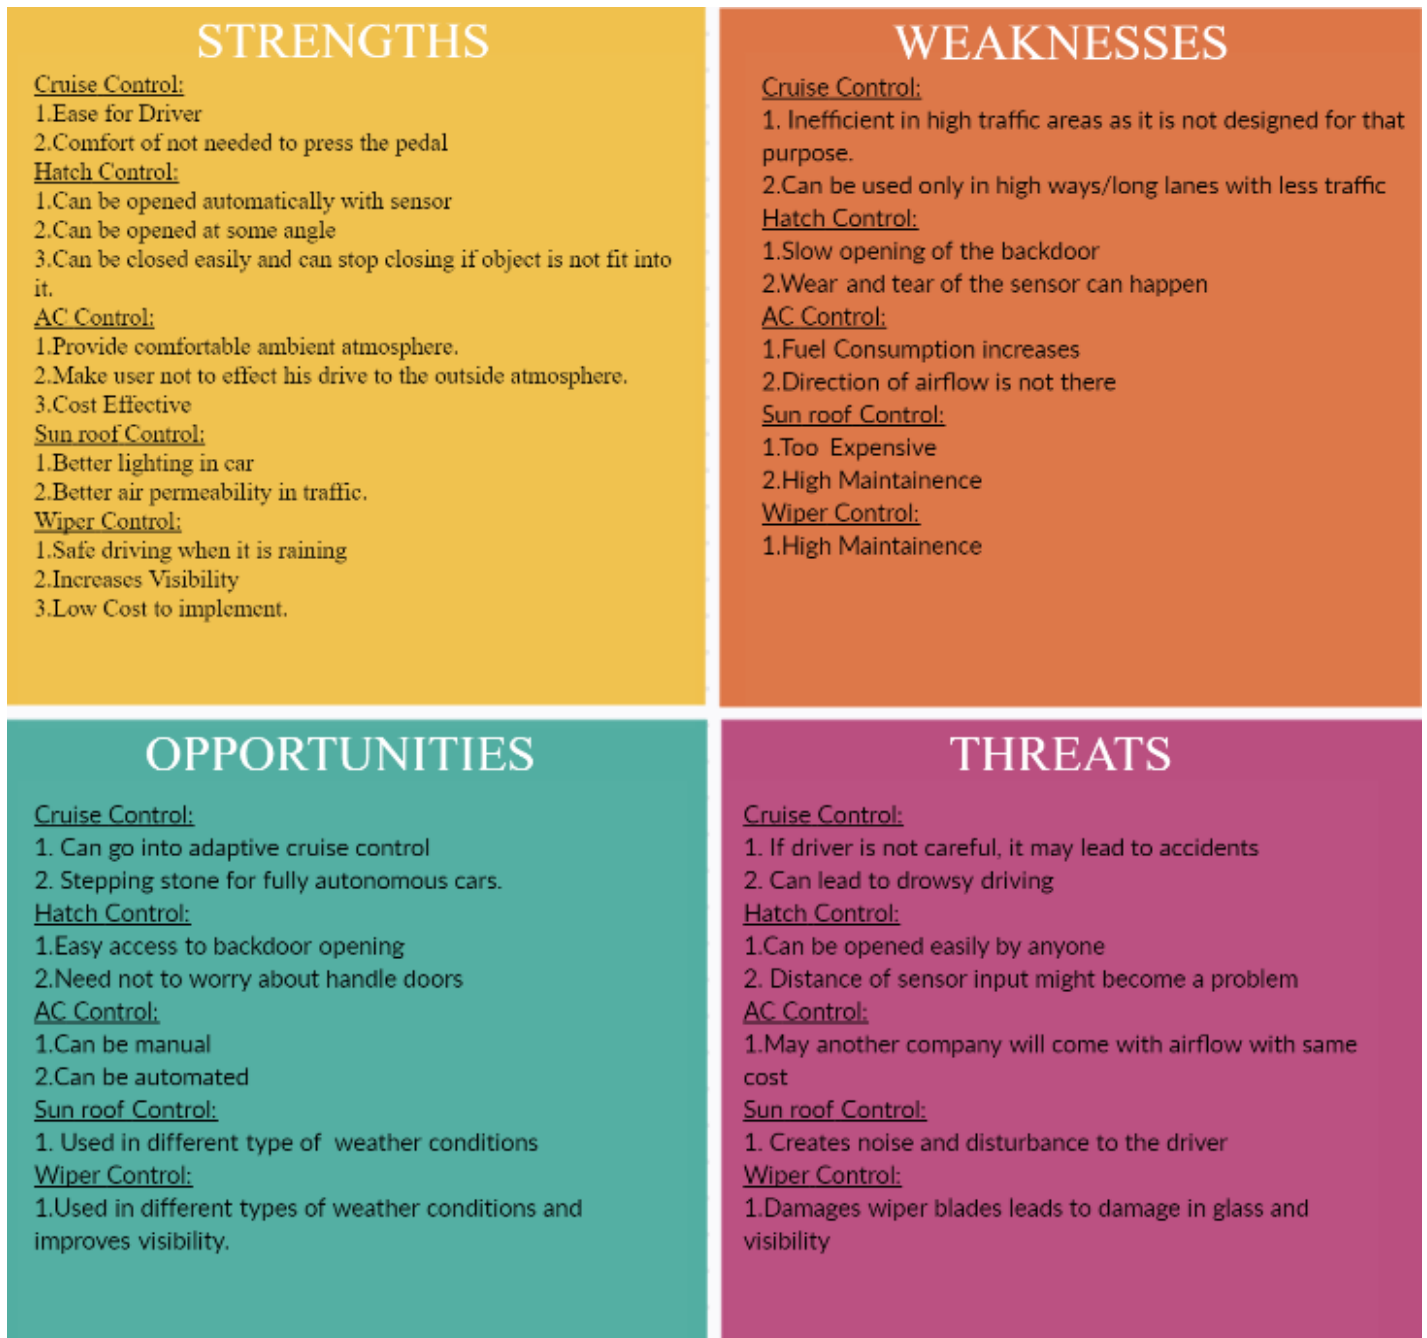 STRENGTHS
Cruise Control:
1.Ease for Driver
2.Comfort of not needed to press the pedal
Hatch Control:
1.Can be opened automatically with sensor
2.Can be opened at some angle
3.Can be closed easily and can stop closing if object is not fit into
it.
AC Control:
1.Provide comfortable ambient atmosphere.
2.Make user not to effect his drive to the outside atmosphere.
3.Cost Effective
Sun roof Control:
1.Better lighting in car
2.Better air permeability in traffic.
Wiper Control:
1.Safe driving when it is raining
2.Increases Visibility
3.Low Cost to implement.
WEAKNESSES
Cruise Control:
1. Inefficient in high traffic areas as it is not designed for that
purpose.
2.Can be used only in high ways/long lanes with less traffic
Hatch Control:
1.Slow opening of the backdoor
2.Wear and tear of the sensor can happen
AC Control:
1.Fuel Consumption increases
2.Direction of airflow is not there
Sun roof Control:
1.Too Expensive
2.High Maintainence
Wiper Control:
1.High Maintainence
OPPORTUNITIES
Cruise Control:
1. Can go into adaptive cruise control
2. Stepping stone for fully autonomous cars.
Hatch Control:
1.Easy access to backdoor opening
2.Need not to worry about handle doors
AC Control:
1.Can be manual
2.Can be automated
Sun roof Control:
1. Used in different type of weather conditions
Wiper Control:
1.Used in different types of weather conditions and
improves visibility.
THREATS
Cruise Control:
1. If driver is not careful, it may lead to accidents
2. Can lead to drowsy driving
Hatch Control:
1.Can be opened easily by anyone
2. Distance of sensor input might become a problem
AC Control:
1.May another company will come with airflow with same
cost
Sun roof Control:
1. Creates noise and disturbance to the driver
Wiper Control:
1.Damages wiper blades leads to damage in glass and
visibility